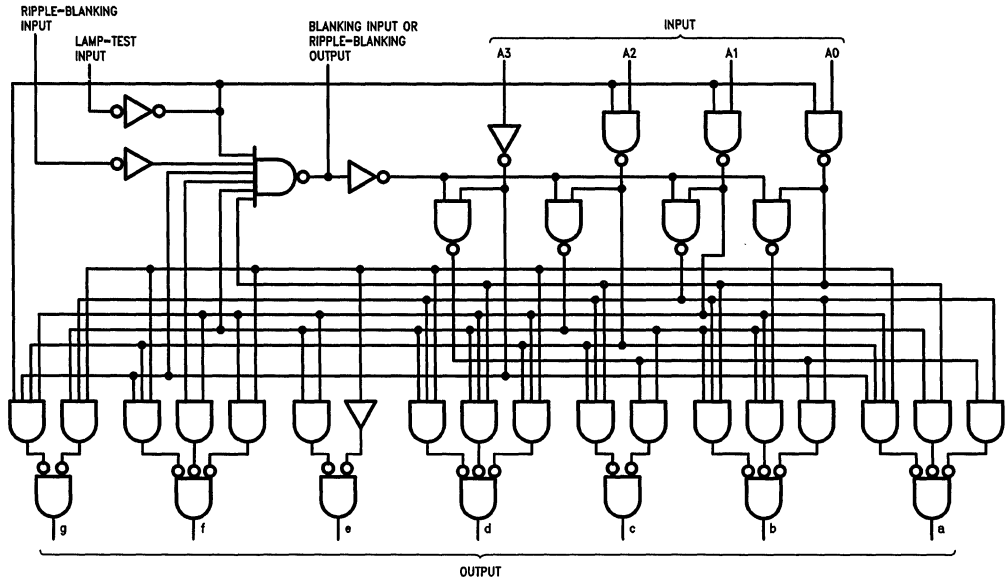 RIPPLE-BLANKING
INPUT
LAMP-TEST
INPUT
BLANKING INPUT OR
RIPPLE-BLANKING
OUTPUT
INPUT
A3
A2
A1
A0
g
f
e
d
c
b
a
OUTPUT